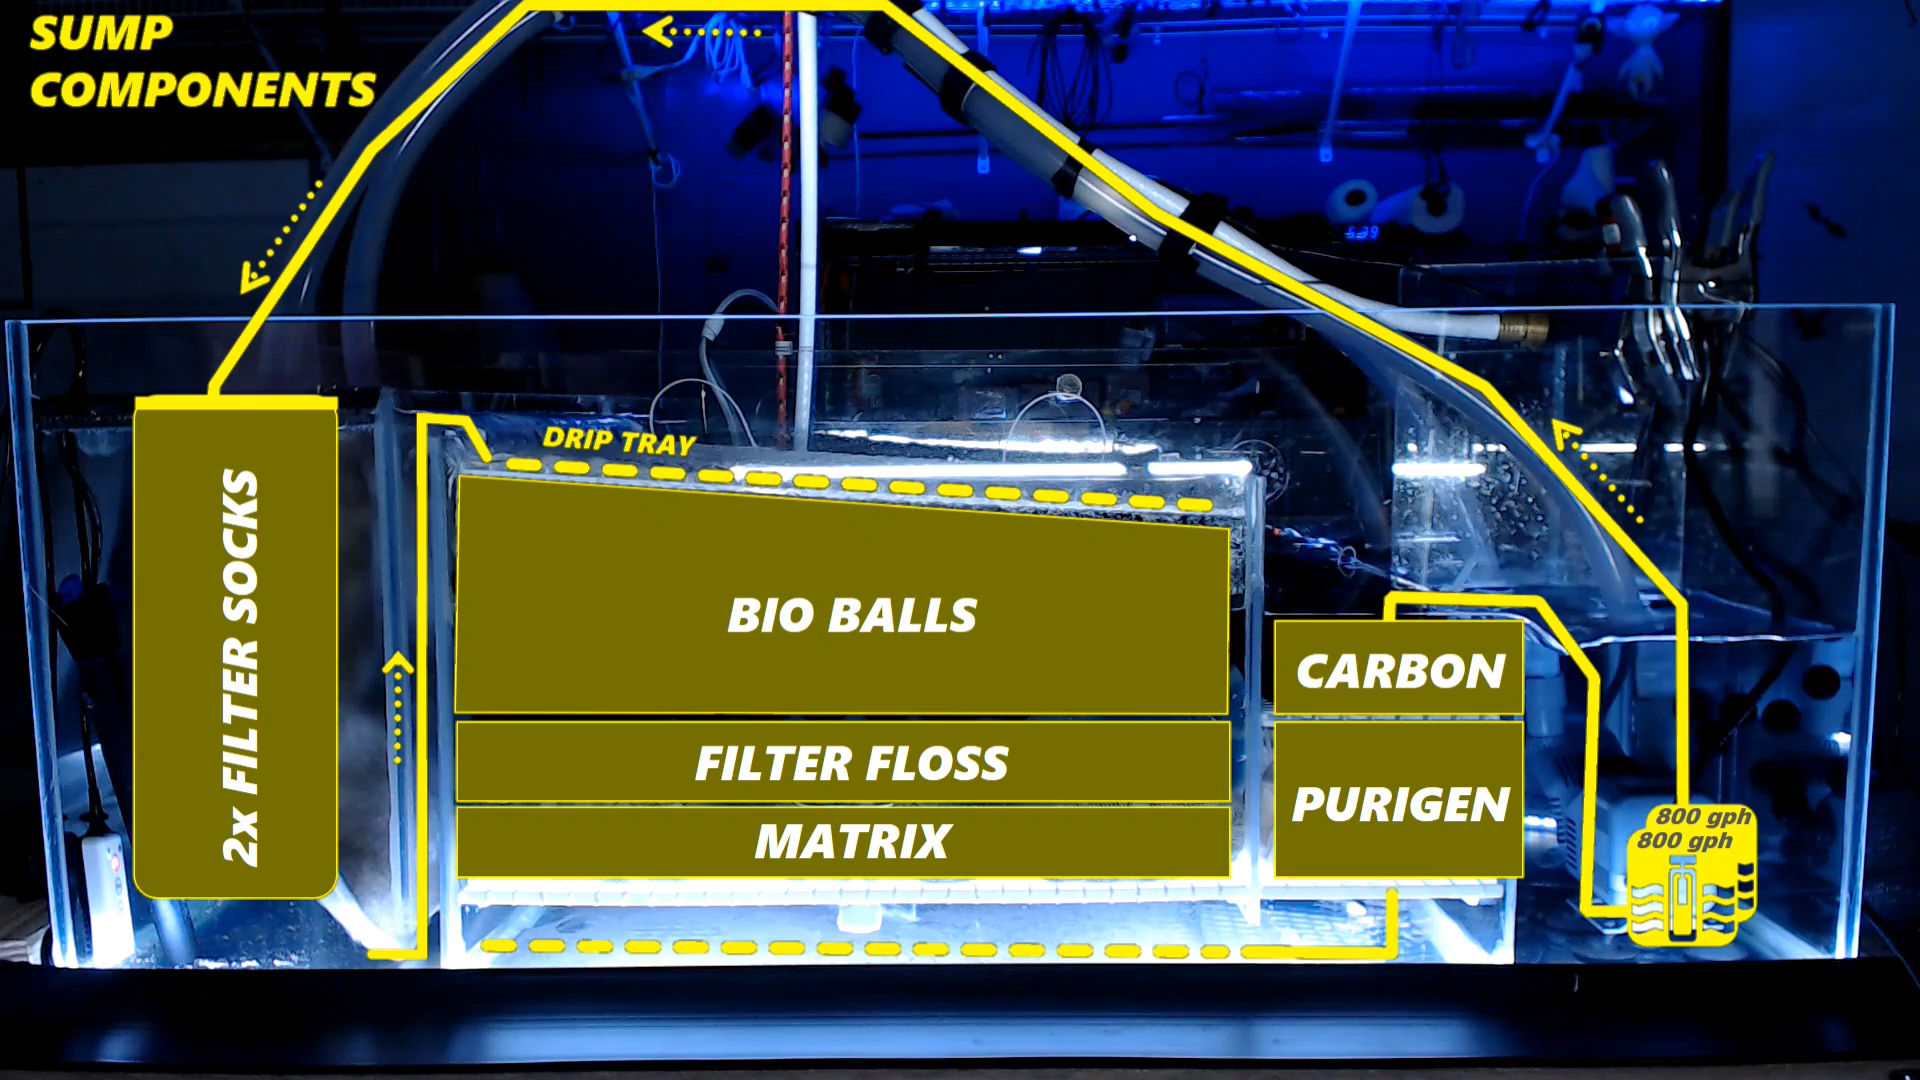 SUMP
COMPONENTS
DRIP TRAY
2x FILTER SOCKS
BIO BALLS
FILTER FLOSS
MATRIX
CARBON
PURIGEN
800 gph
800 gph